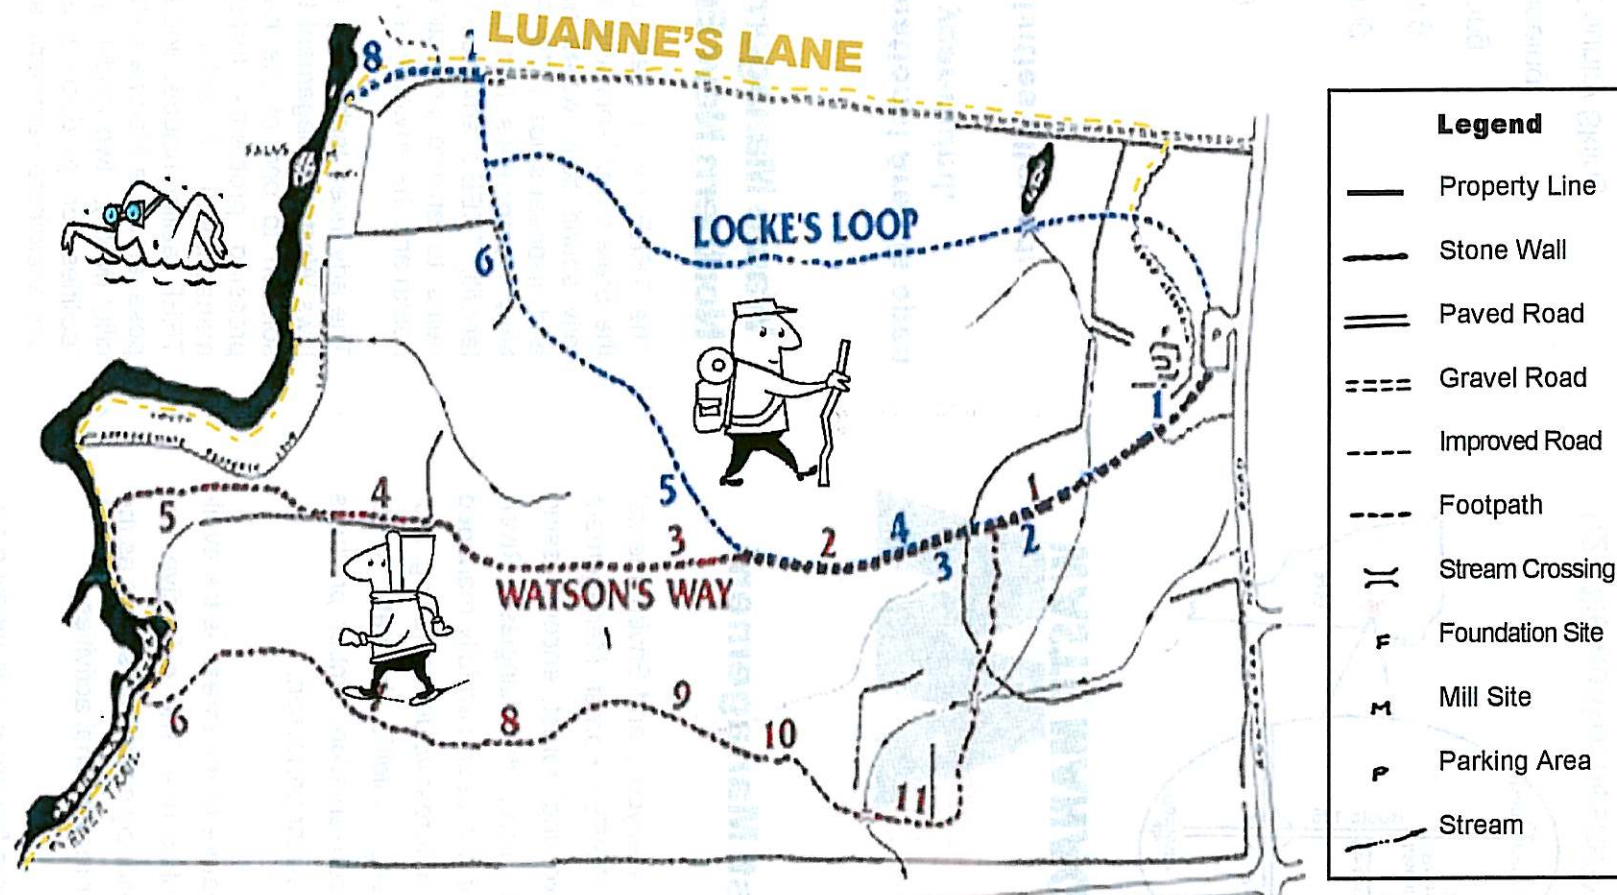 LUANNE'S LANE
8
7
FALLS
M
LOCKE'S LOOP
6
P
F
1
5
4
3
2
4
3
1
2
5
WATSON'S WAY
6
7
8
9
10
11
RIVER TRAIL
Legend
Property Line
Stone Wall
Paved Road
Gravel Road
Improved Road
Footpath
Stream Crossing
F Foundation Site
M Mill Site
P Parking Area
Stream